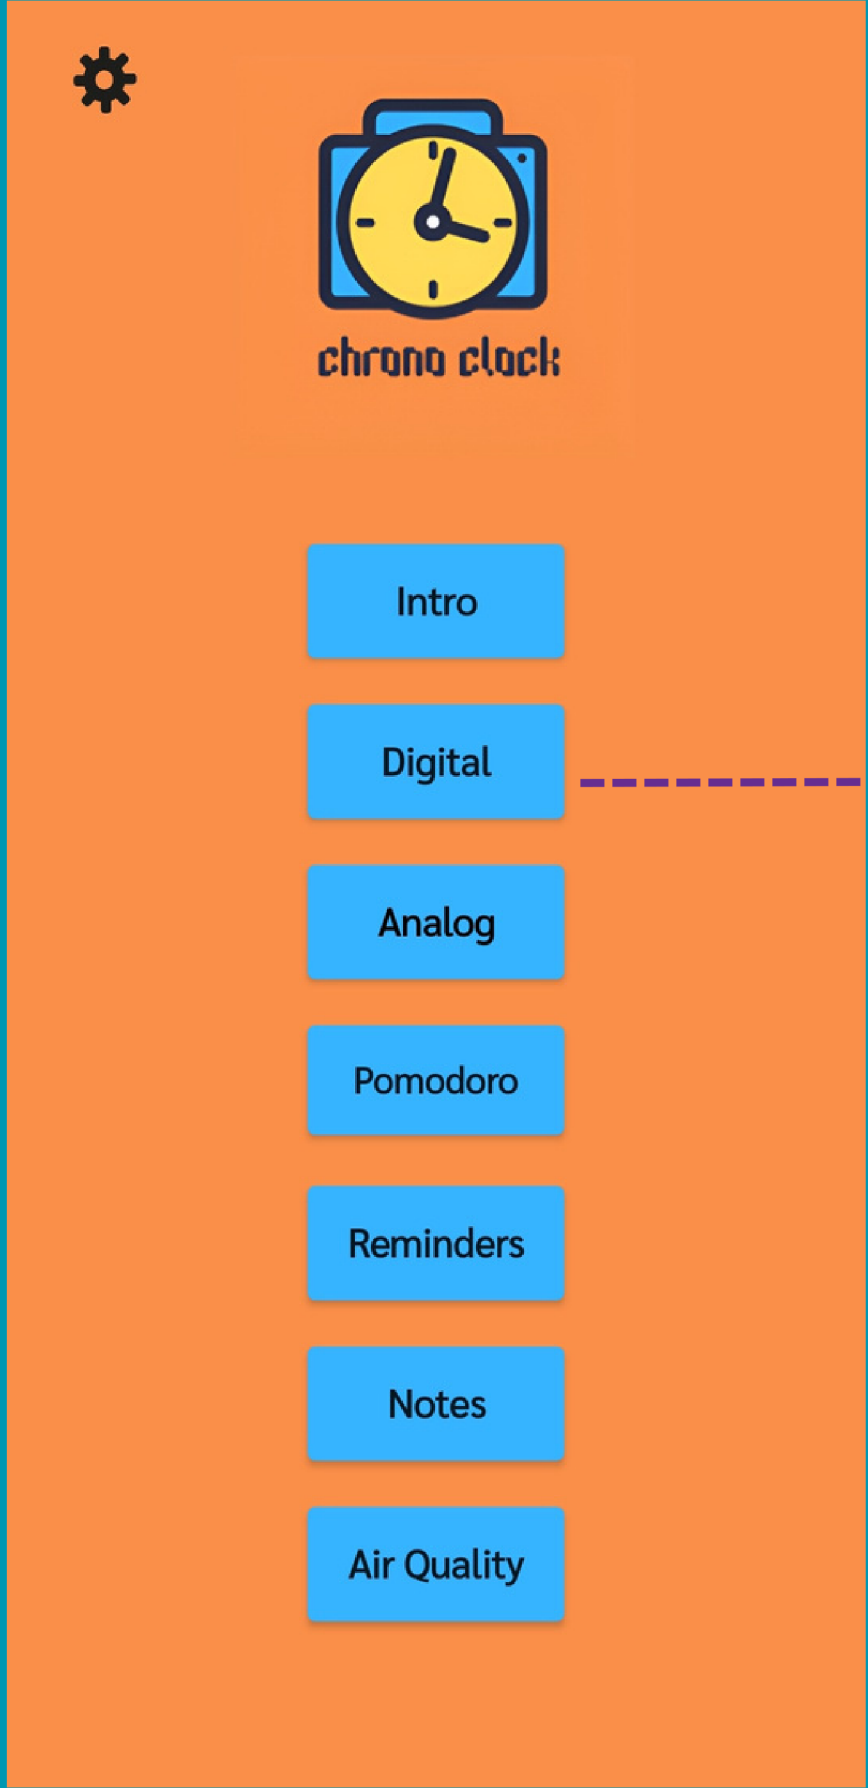 chrono clock
Intro
Digital
Analog
Pomodoro
Reminders
Notes
Air Quality